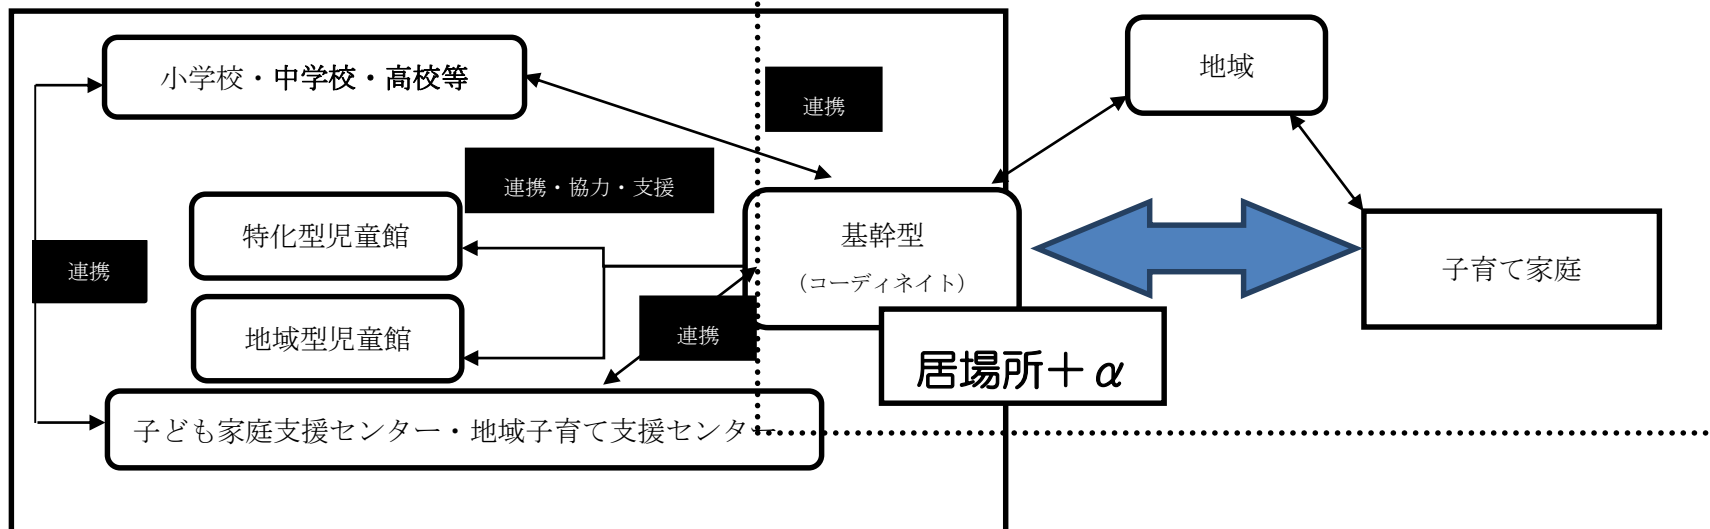 小学校・中学校・高校等
地域
連携
連携・協力・支援
特化型児童館
基幹型
（コーディネイト）
連携
子育て家庭
地域型児童館
連携
居場所＋α
子ども家庭支援センター・地域子育て支援センター